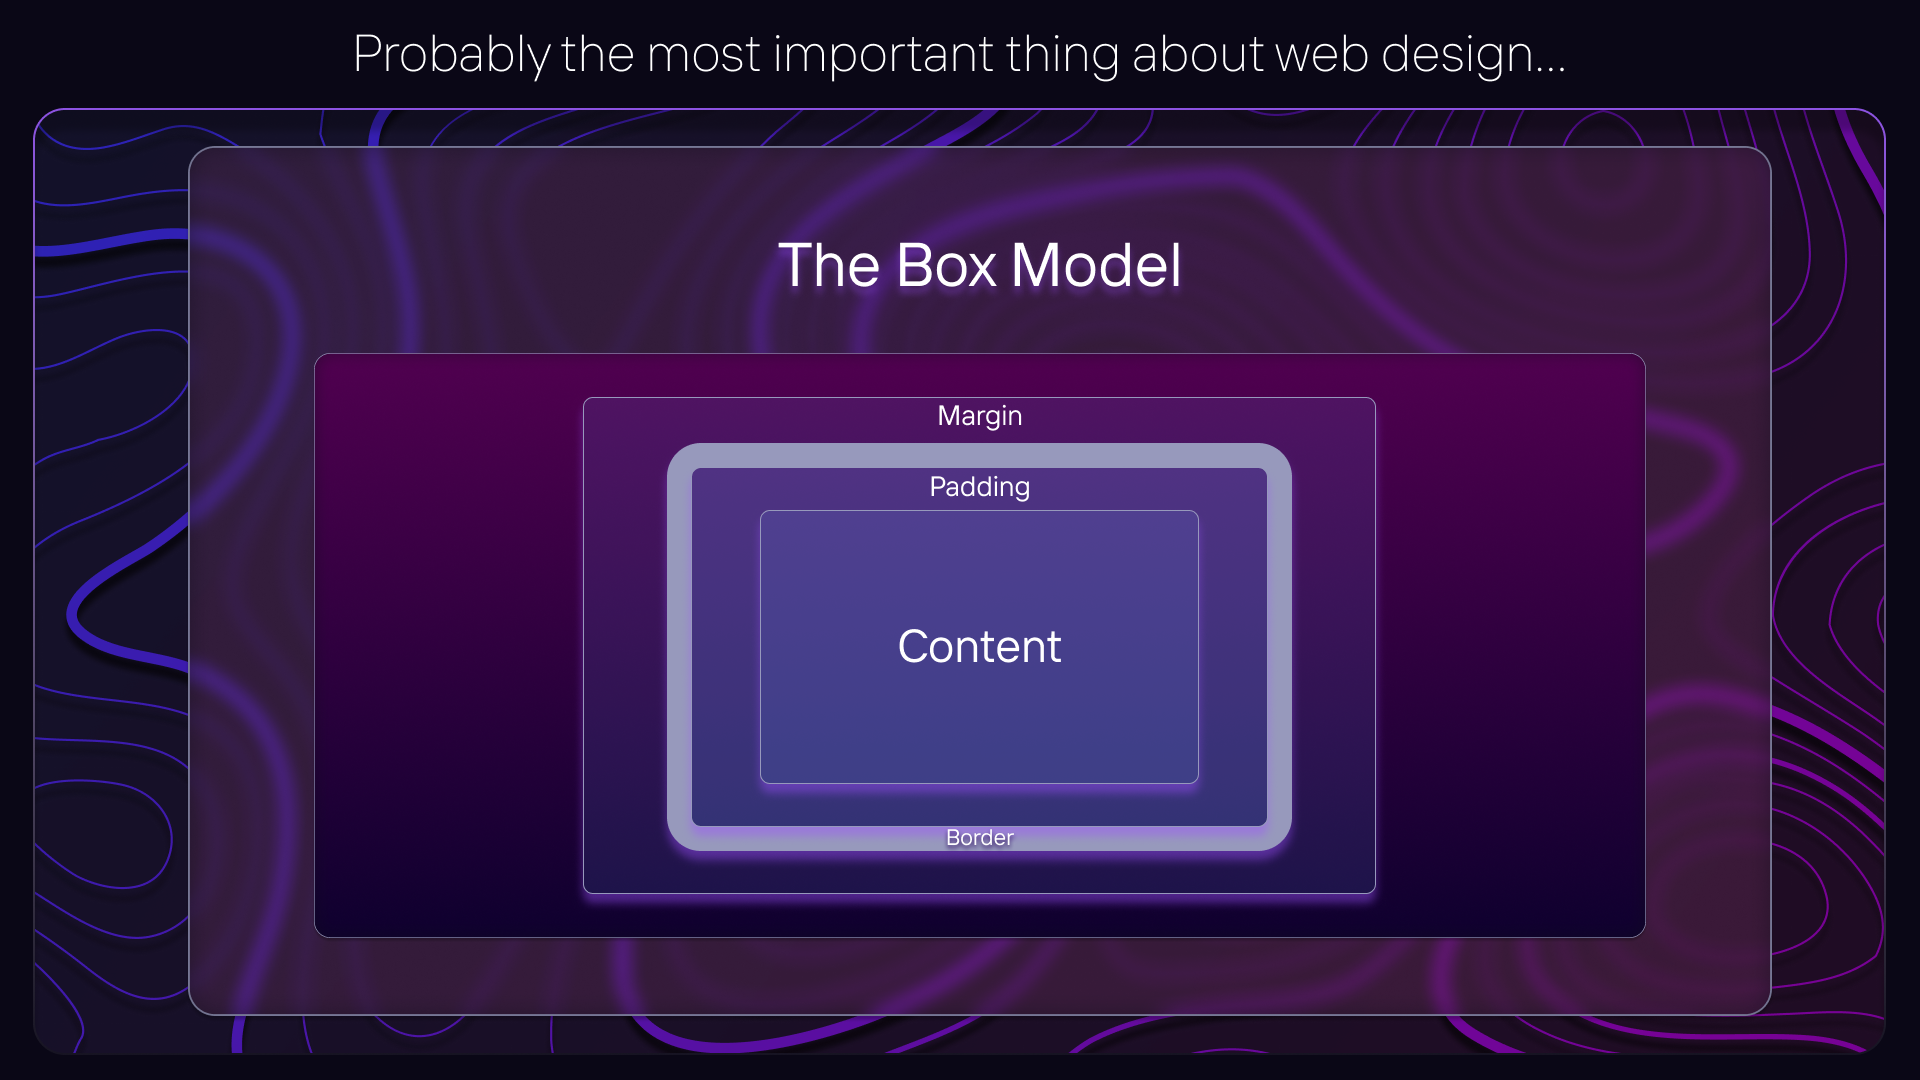 Probably the most important thing about web design...
The Box Model
Margin
Padding
Content
Border